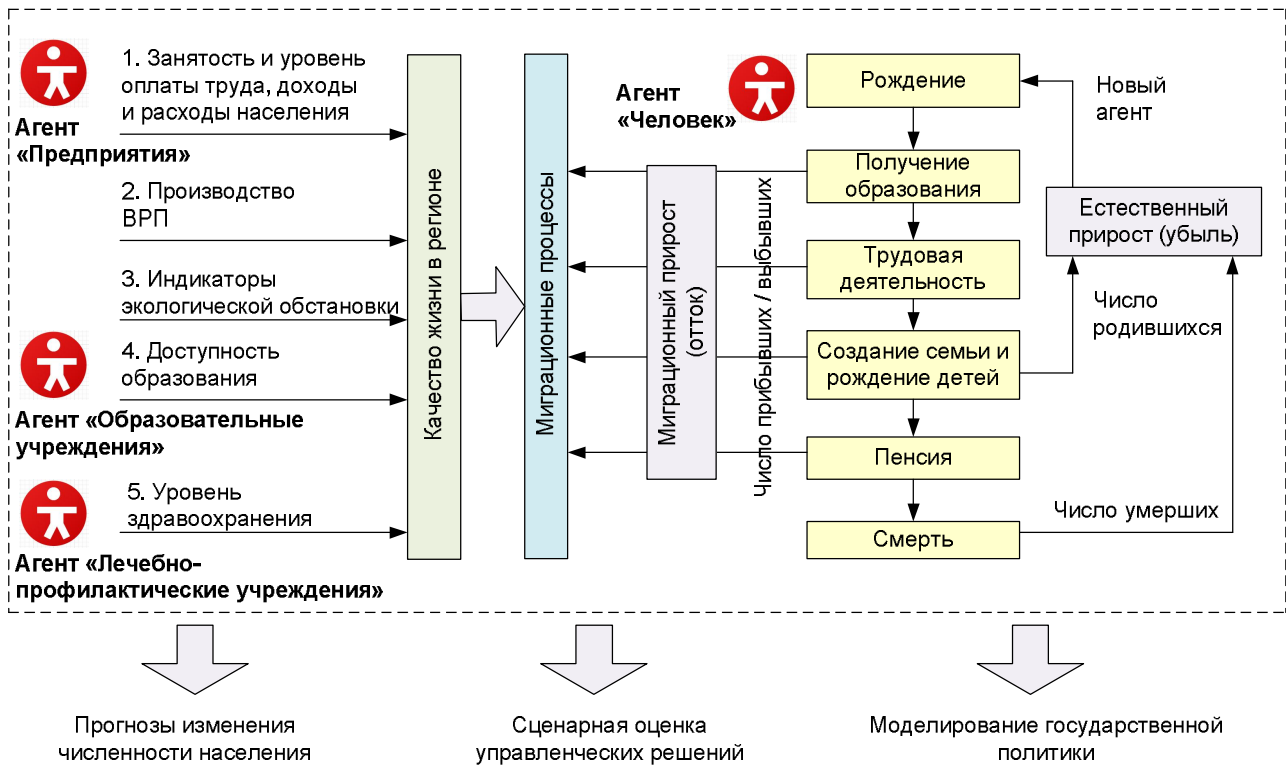 1. Занятость и уровень
оплаты труда, доходы
и расходы населения
Агент
«Предприятия»
2. Производство
ВРП
3. Индикаторы
экологической обстановки
4. Доступность
образования
Агент «Образовательные
учреждения»
5. Уровень
здравоохранения
Агент «Лечебно-
профилактические учреждения»
Качество жизни в регионе
Миграционные процессы
Агент
«Человек»
Миграционный прирост
(отток)
Число прибывших / выбывших
Рождение
Получение
образования
Трудовая
деятельность
Создание семьи и
рождение детей
Пенсия
Смерть
Новый
агент
Естественный
прирост (убыль)
Число
родившихся
Число умерших
Прогнозы изменения
численности населения
Сценарная оценка
управленческих решений
Моделирование государственной
политики